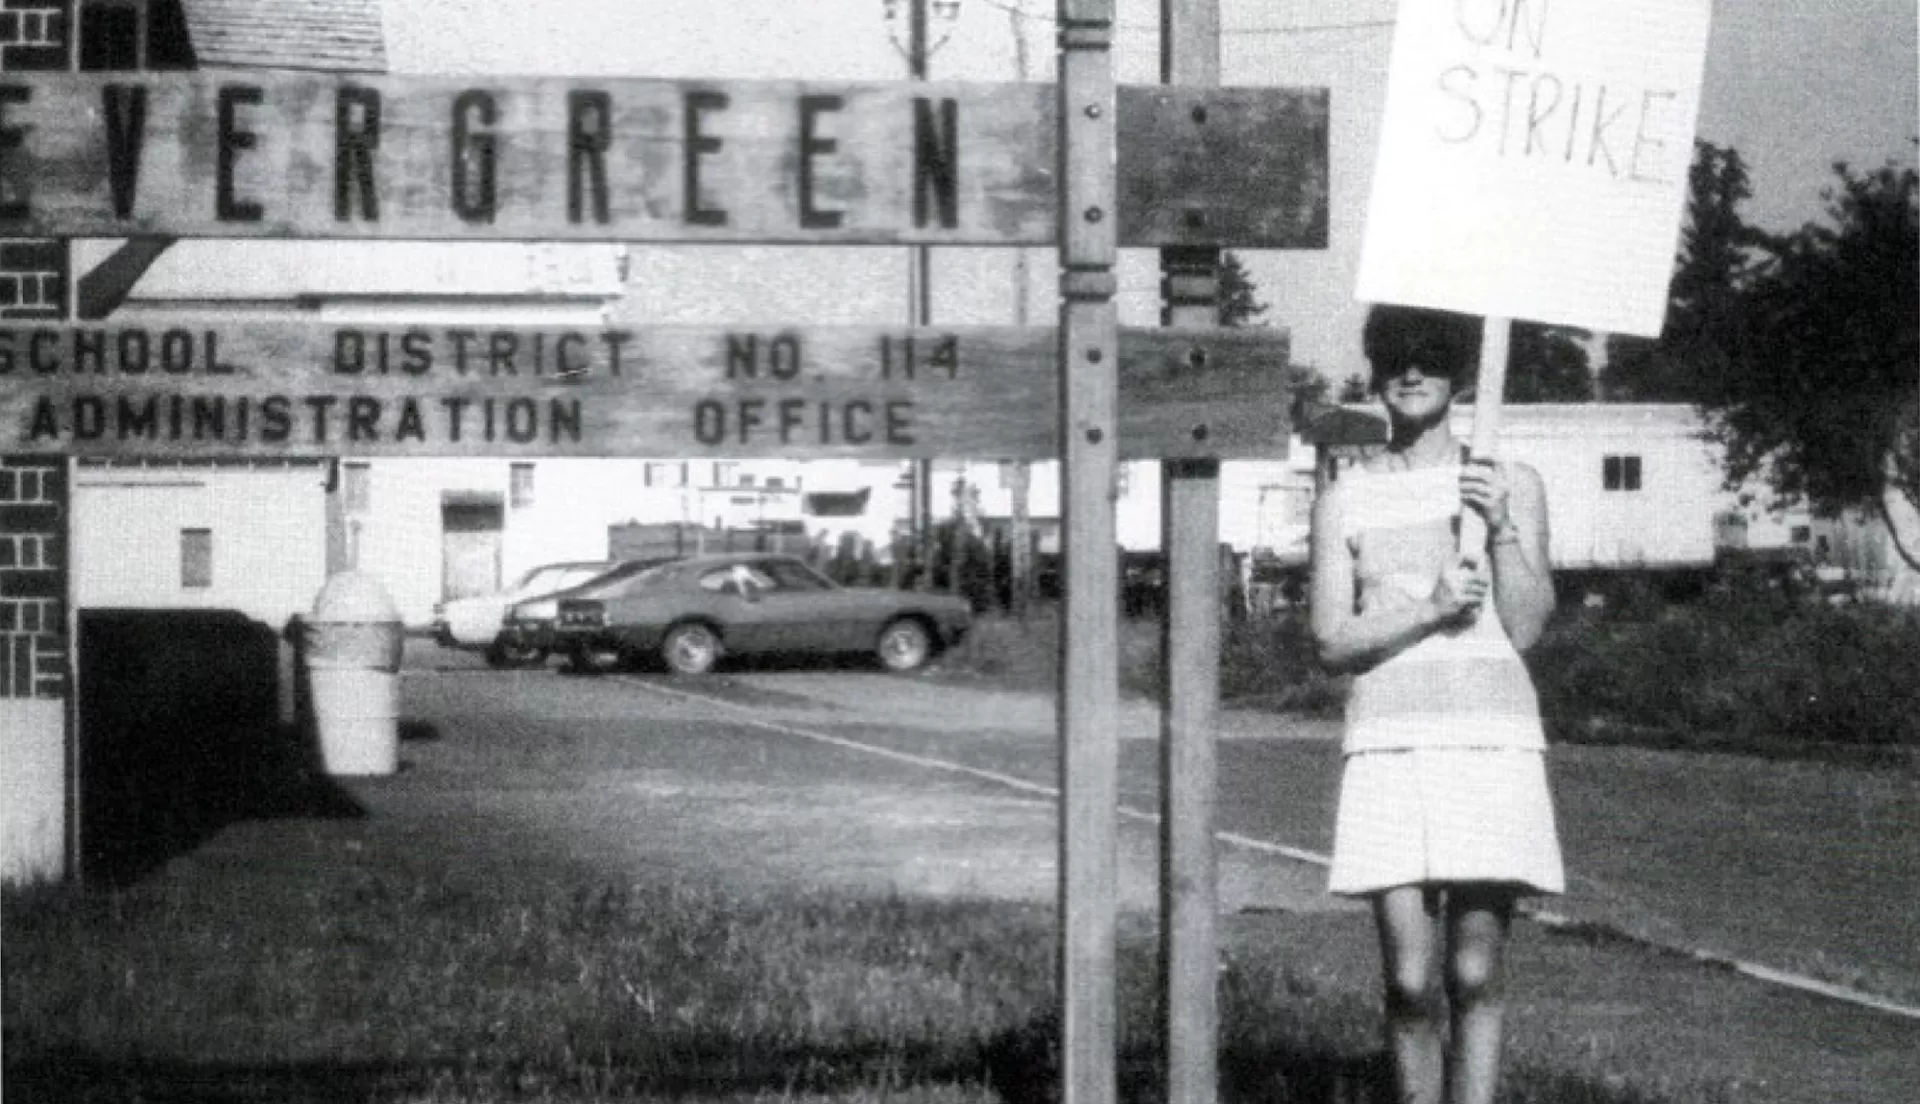 EVERGREEN
SCHOOL DISTRICT NO. 114
ADMINISTRATION OFFICE
ON
STRIKE